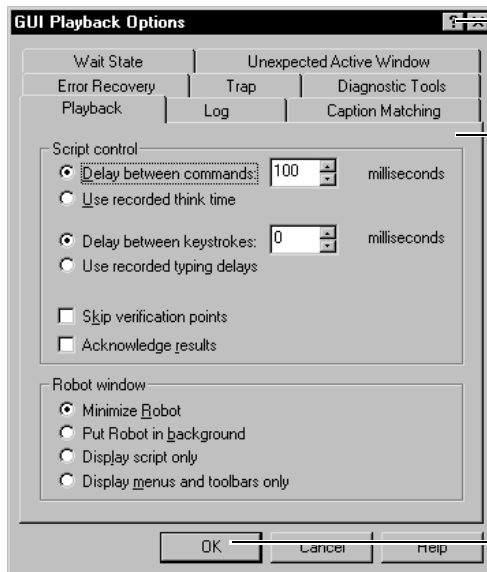 GUI Playback Options
Wait State Unexpected Active Window
Error Recovery Trap Diagnostic Tools
Playback Log Caption Matching
Script control
Delay between commands: 100 milliseconds
Use recorded think time
Delay between keystrokes: 0 milliseconds
Use recorded typing delays
Skip verification points
Acknowledge results
Robot window
Minimize Robot
Put Robot in background
Display script only
Display menus and toolbars only
OK Cancel Help